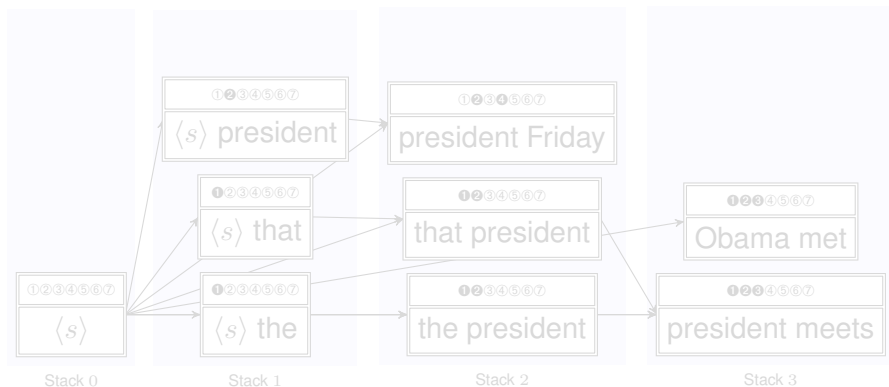 ①❷③④⑤⑥⑦
⟨s⟩ president
①❷③❹⑤⑥⑦
president Friday
❶②③④⑤⑥⑦
⟨s⟩ that
❶❷③④⑤⑥⑦
that president
❶❷❸④⑤⑥⑦
Obama met
①②③④⑤⑥⑦
⟨s⟩
❶②③④⑤⑥⑦
⟨s⟩ the
❶❷③④⑤⑥⑦
the president
❶❷❸④⑤⑥⑦
president meets
Stack 0
Stack 1
Stack 2
Stack 3